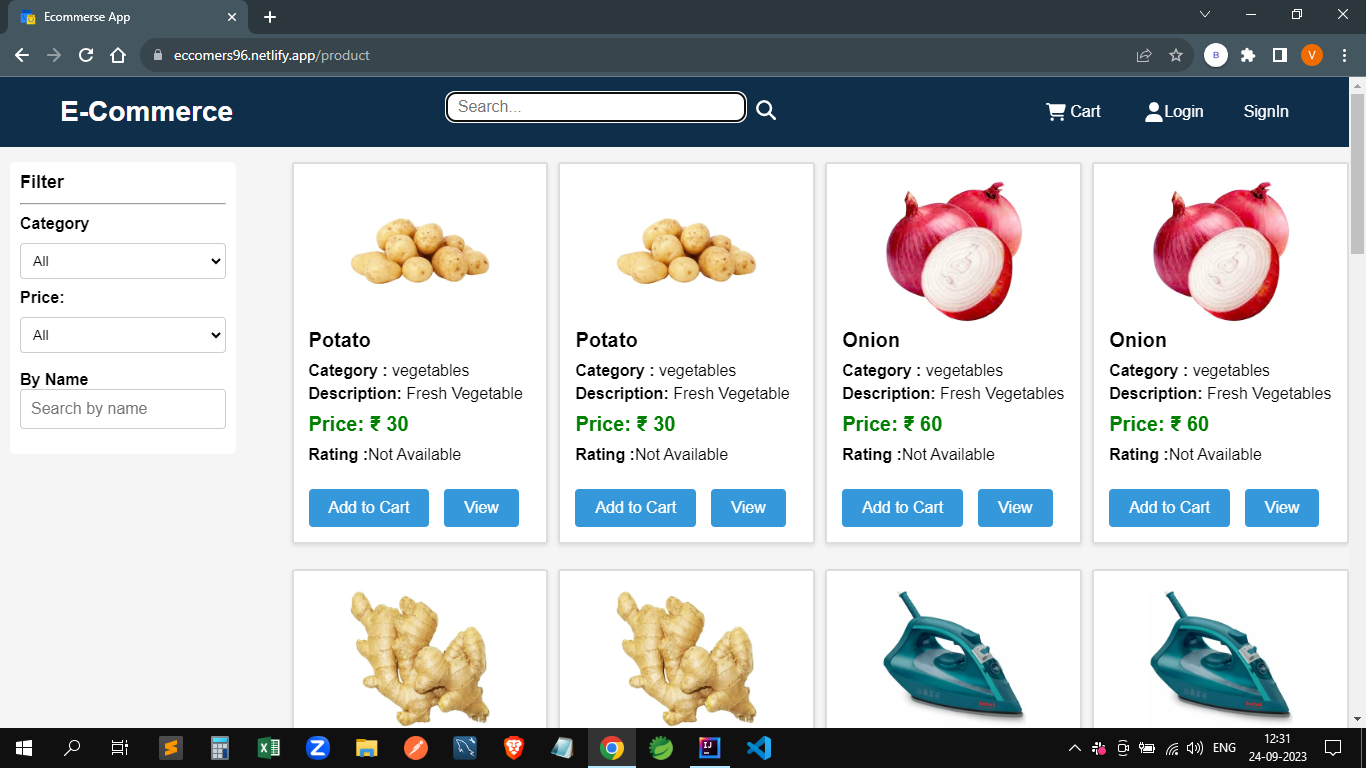 Ecommerse App
eccomers96.netlify.app/product
B
V
E-Commerce
Search...
Cart
Login
SignIn
Filter
Category
All
Price:
All
By Name
Search by name
Potato
Category : vegetables
Description: Fresh Vegetable
Price: ₹ 30
Rating :Not Available
Add to Cart
View
Potato
Category : vegetables
Description: Fresh Vegetable
Price: ₹ 30
Rating :Not Available
Add to Cart
View
Onion
Category : vegetables
Description: Fresh Vegetables
Price: ₹ 60
Rating :Not Available
Add to Cart
View
Onion
Category : vegetables
Description: Fresh Vegetables
Price: ₹ 60
Rating :Not Available
Add to Cart
View
ENG
12:31
24-09-2023